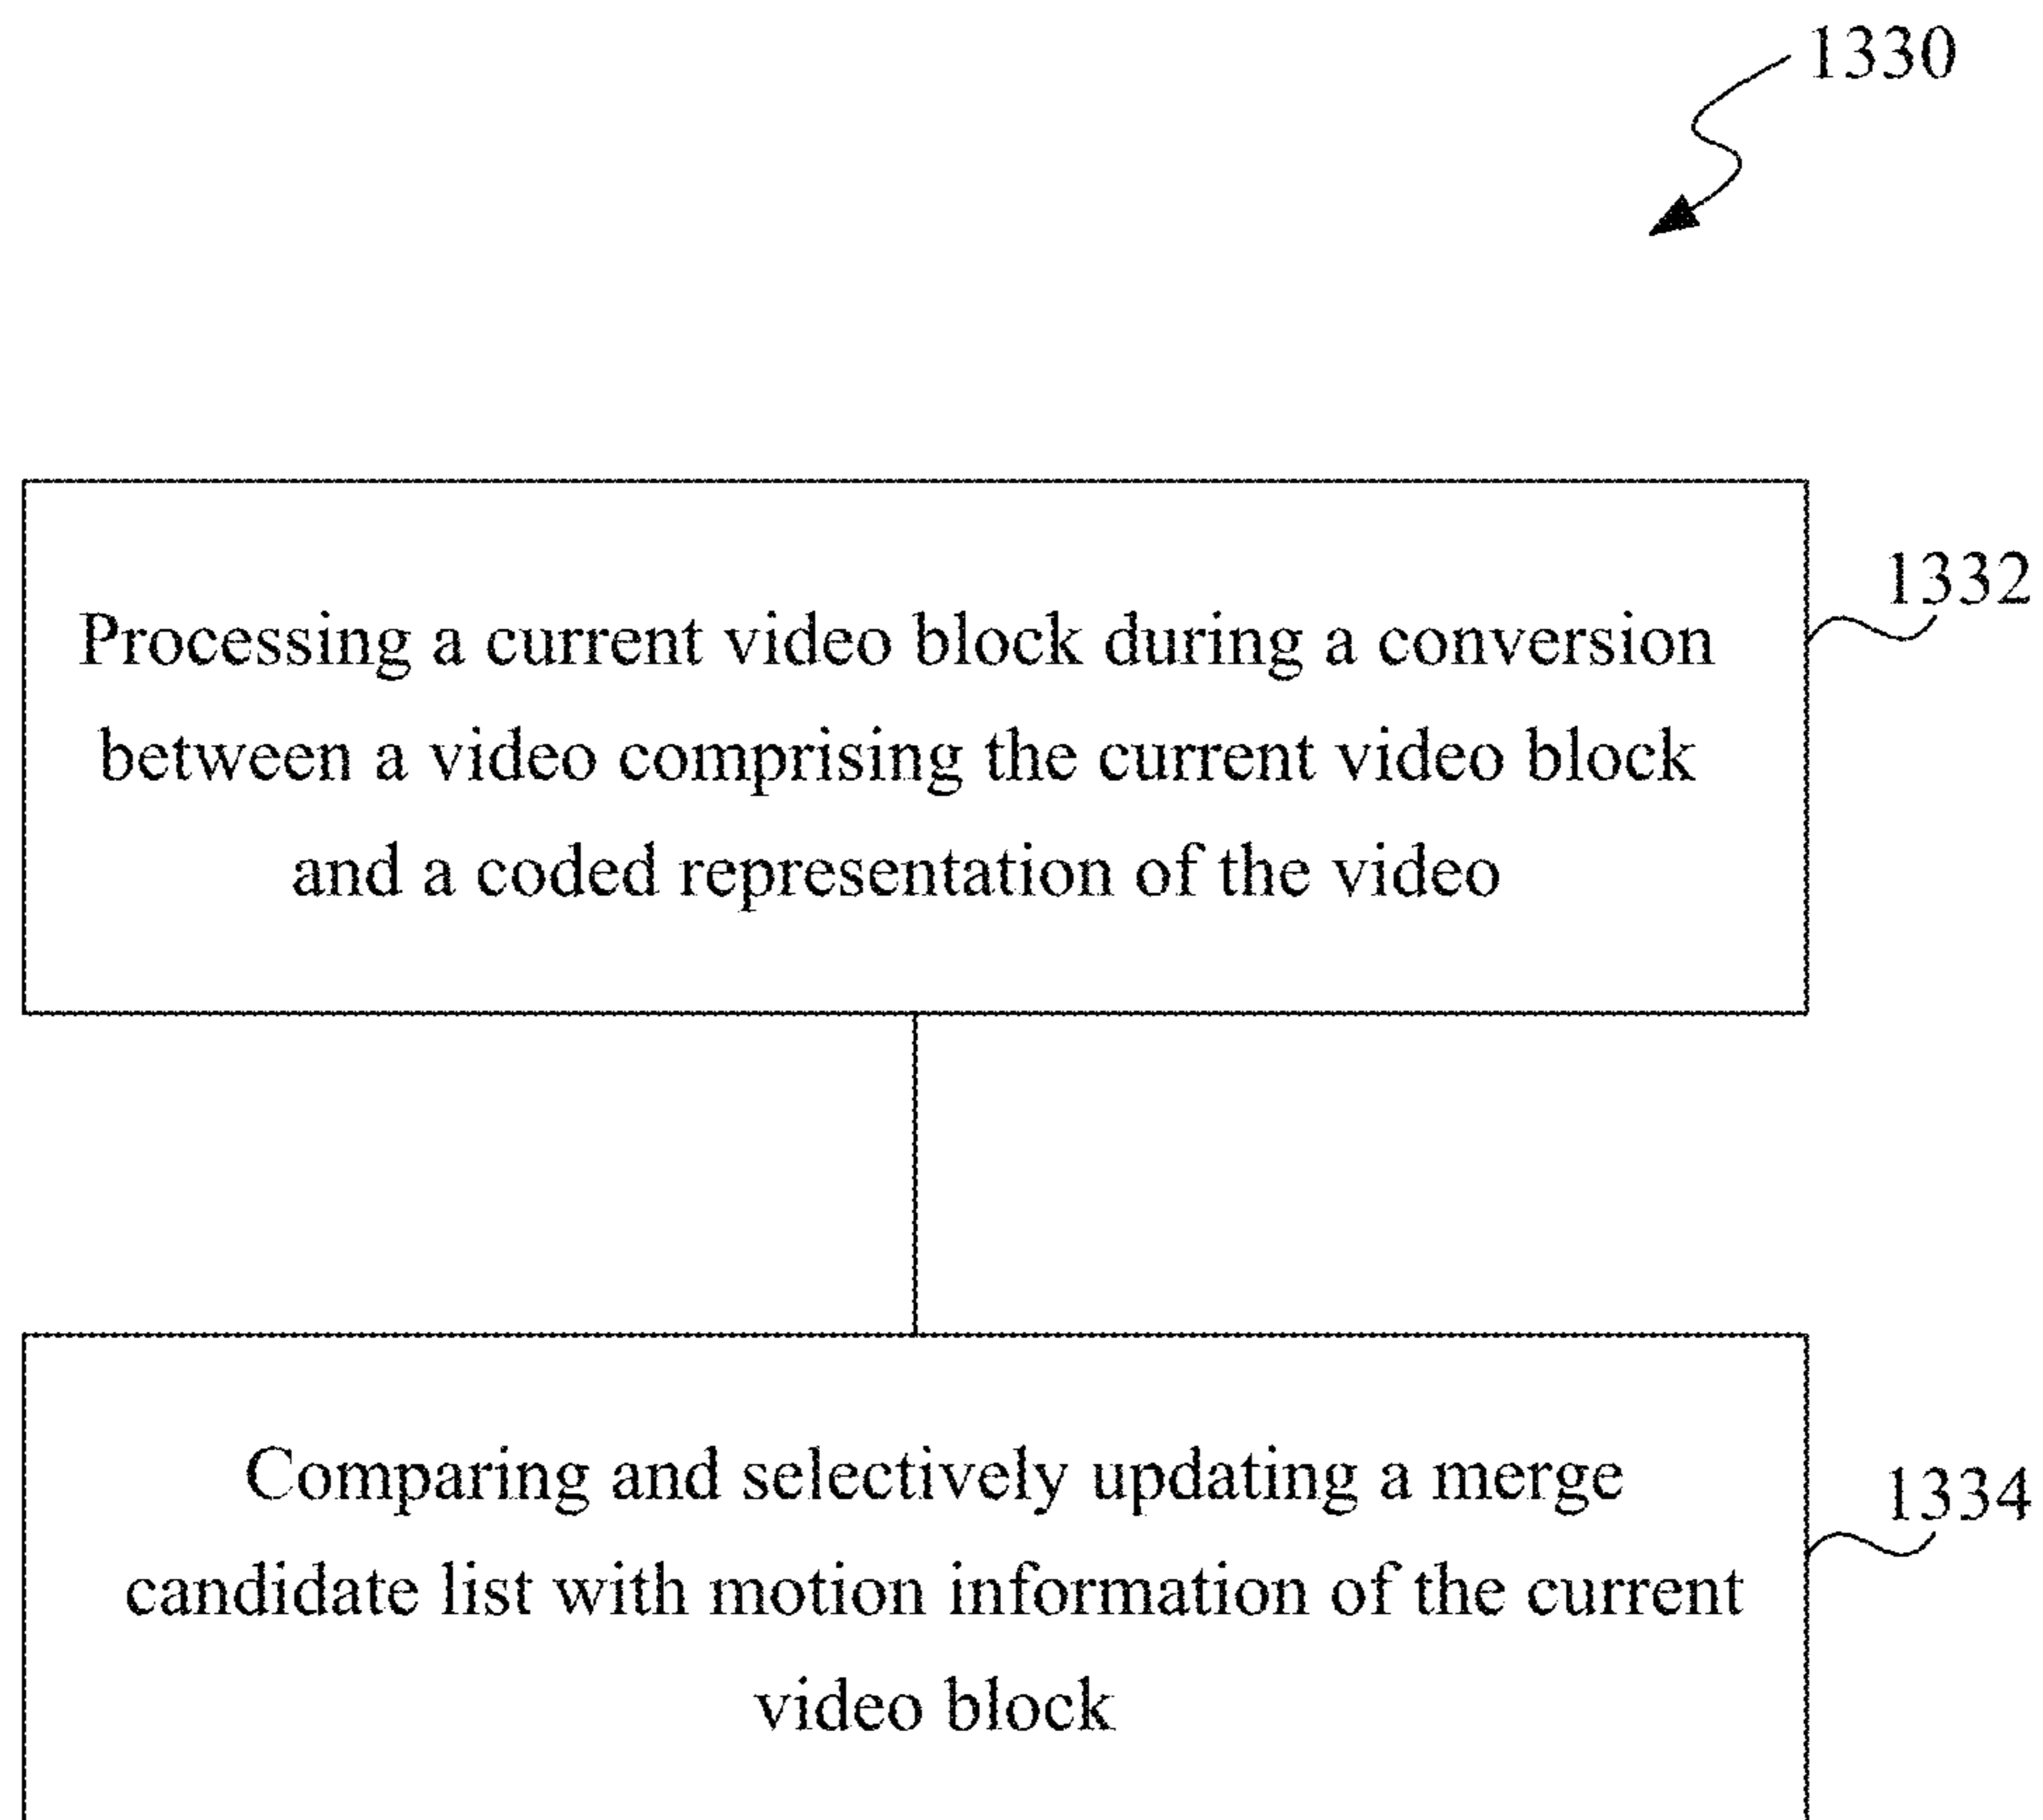 1330
1332
Processing a current video block during a conversion
between a video comprising the current video block
and a coded representation of the video
1334
Comparing and selectively updating a merge
candidate list with motion information of the current
video block